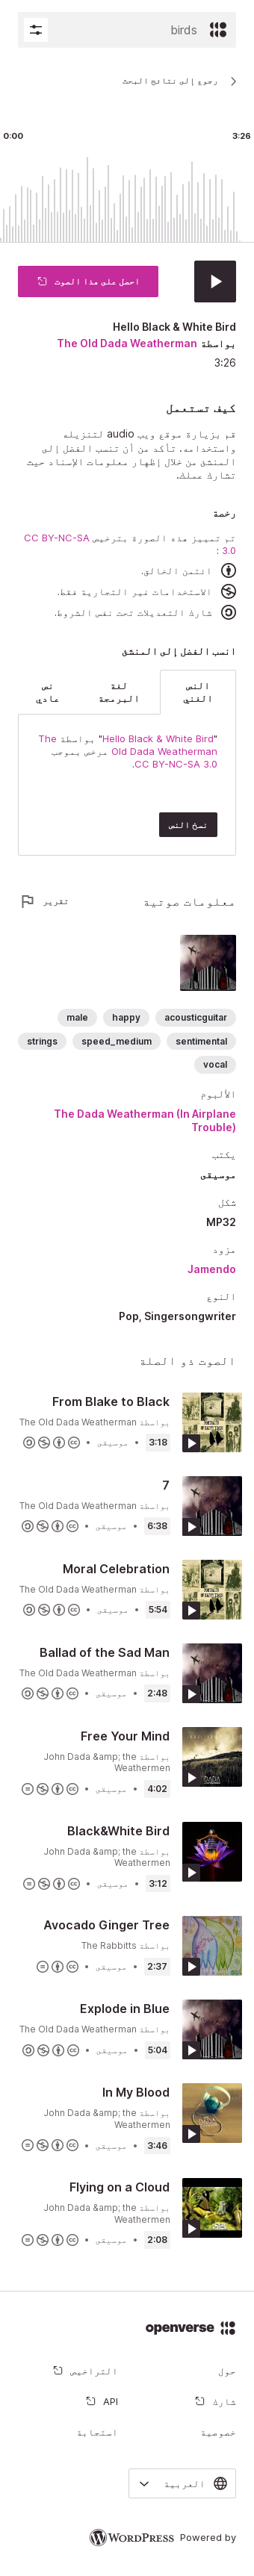 birds
رجوع إلى نتائج البحث
3:26
0:00
احصل على هذا الصوت
Hello Black & White Bird
بواسطة The Old Dada Weatherman
3:26
كيف تستعمل
قم بزيارة موقع ويب audio لتنزيله
واستخدامه. تأكد من أن تنسب الفضل إلى
المنشئ من خلال إظهار معلومات الإسناد حيث
تشارك عملك.
رخصة
تم تمييز هذه الصورة بترخيص CC BY-NC-SA
3.0 :
ائتمن الخالق.
الاستخدامات غير التجارية فقط.
شارك التعديلات تحت نفس الشروط.
انسب الفضل إلى المنشئ
النص الغني
لغة البرمجة
نص عادي
"Hello Black & White Bird" بواسطة The
Old Dada Weatherman مرخص بموجب
CC BY-NC-SA 3.0.
نسخ النص
معلومات صوتية
تقرير
acousticguitar
happy
male
sentimental
speed_medium
strings
vocal
الألبوم
The Dada Weatherman (In Airplane
Trouble)
يكتب
موسيقى
شكل
MP32
مزود
Jamendo
النوع
Pop, Singersongwriter
الصوت ذو الصلة
From Blake to Black
بواسطة The Old Dada Weatherman
3:18 • موسيقى •
7
بواسطة The Old Dada Weatherman
6:38 • موسيقى •
Moral Celebration
بواسطة The Old Dada Weatherman
5:54 • موسيقى •
Ballad of the Sad Man
بواسطة The Old Dada Weatherman
2:48 • موسيقى •
Free Your Mind
بواسطة John Dada &amp; the
Weathermen
4:02 • موسيقى •
Black&White Bird
بواسطة John Dada &amp; the
Weathermen
3:12 • موسيقى •
Avocado Ginger Tree
بواسطة The Rabbitts
2:37 • موسيقى •
Explode in Blue
بواسطة The Old Dada Weatherman
5:04 • موسيقى •
In My Blood
بواسطة John Dada &amp; the
Weathermen
3:46 • موسيقى •
Flying on a Cloud
بواسطة John Dada &amp; the
Weathermen
2:08 • موسيقى •
openverse
حول
التراخيص
شارك
API
خصوصية
استجابة
العربية
Powered by WORDPRESS